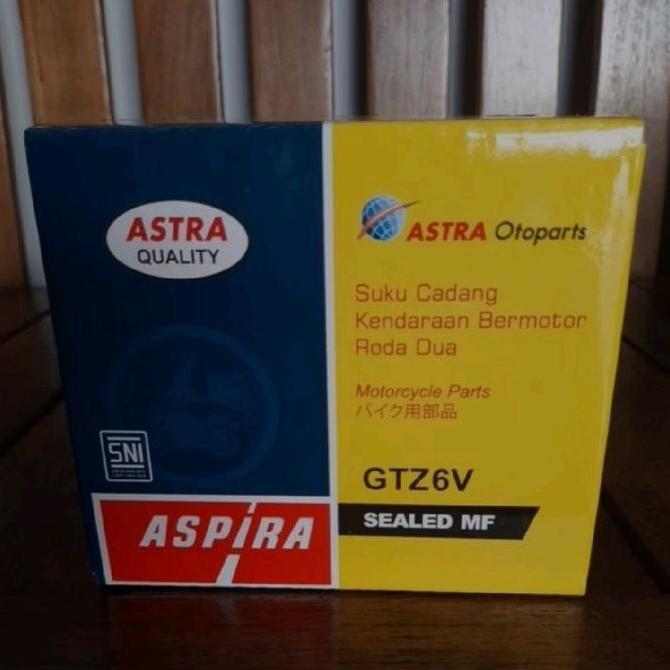 ASTRA
QUALITY
SNI
ASPIRA
ASTRA Otoparts
Suku Cadang
Kendaraan Bermotor
Roda Dua
Motorcycle Parts
バイク用部品
GTZ6V
SEALED MF